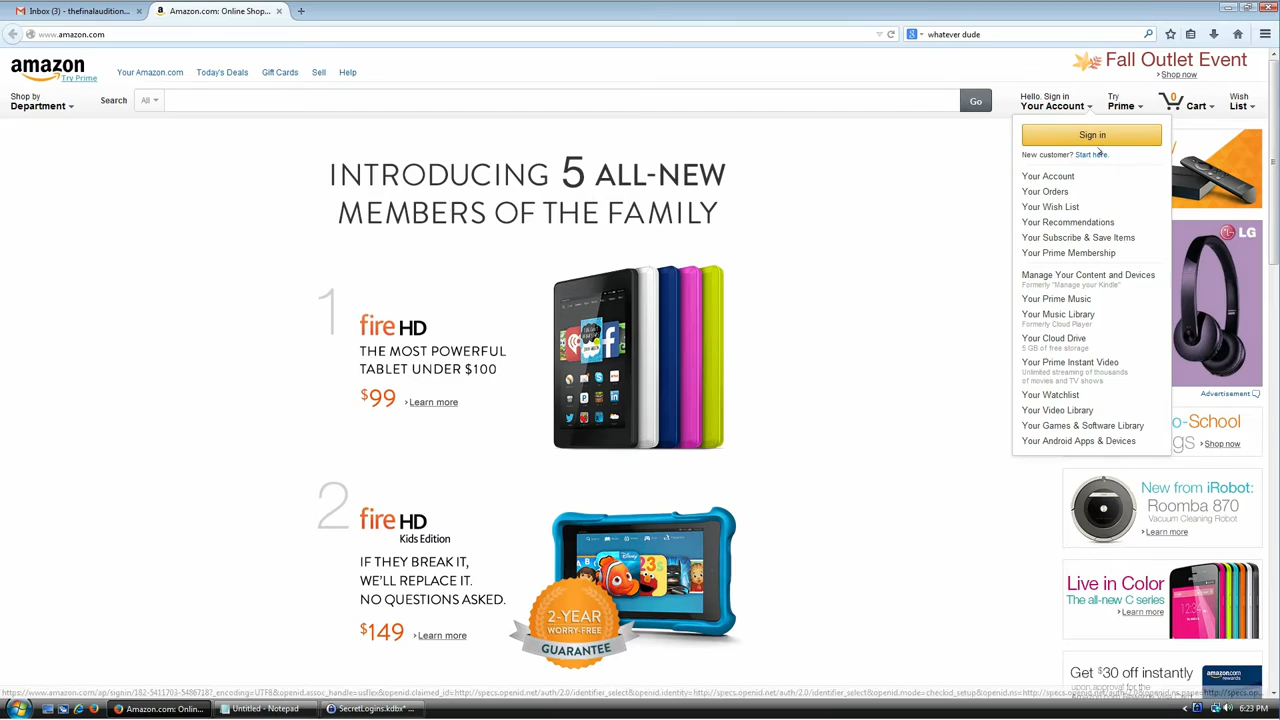 Inbox (3) - thefinalaudition...
Amazon.com: Online Shop...
www.amazon.com
whatever dude
amazon
Try Prime
Your Amazon.com
Today's Deals
Gift Cards
Sell
Help
Fall Outlet Event
Shop now
Shop by
Department
Search
All
Go
Hello. Sign in
Your Account
Try
Prime
0
Cart
Wish
List
Sign in
New customer? Start here.
Your Account
Your Orders
Your Wish List
Your Recommendations
Your Subscribe & Save Items
Your Prime Membership
Manage Your Content and Devices
Formerly "Manage your Kindle"
Your Prime Music
Your Music Library
Formerly Cloud Player
Your Cloud Drive
5 GB of free storage
Your Prime Instant Video
Unlimited streaming of thousands
of movies and TV shows
Your Watchlist
Your Video Library
Your Games & Software Library
Your Android Apps & Devices
INTRODUCING 5 ALL-NEW
MEMBERS OF THE FAMILY
1
fire HD
THE MOST POWERFUL
TABLET UNDER $100
$99
Learn more
2
fire HD
Kids Edition
IF THEY BREAK IT,
WE'LL REPLACE IT.
NO QUESTIONS ASKED.
$149
Learn more
Disney
123s
2-YEAR
WORRY-FREE
GUARANTEE
LG
Advertisement
o-School
gs
Shop now
New from iRobot:
Roomba 870
Vacuum Cleaning Robot
Learn more
Live in Color
The all-new C series
Learn more
Get $30 off instantly
upon approval for the
amazon.com
rewards
Amazon.com: Onlin...
Untitled - Notepad
SecretLogins.kdbx* ...
6:23 PM